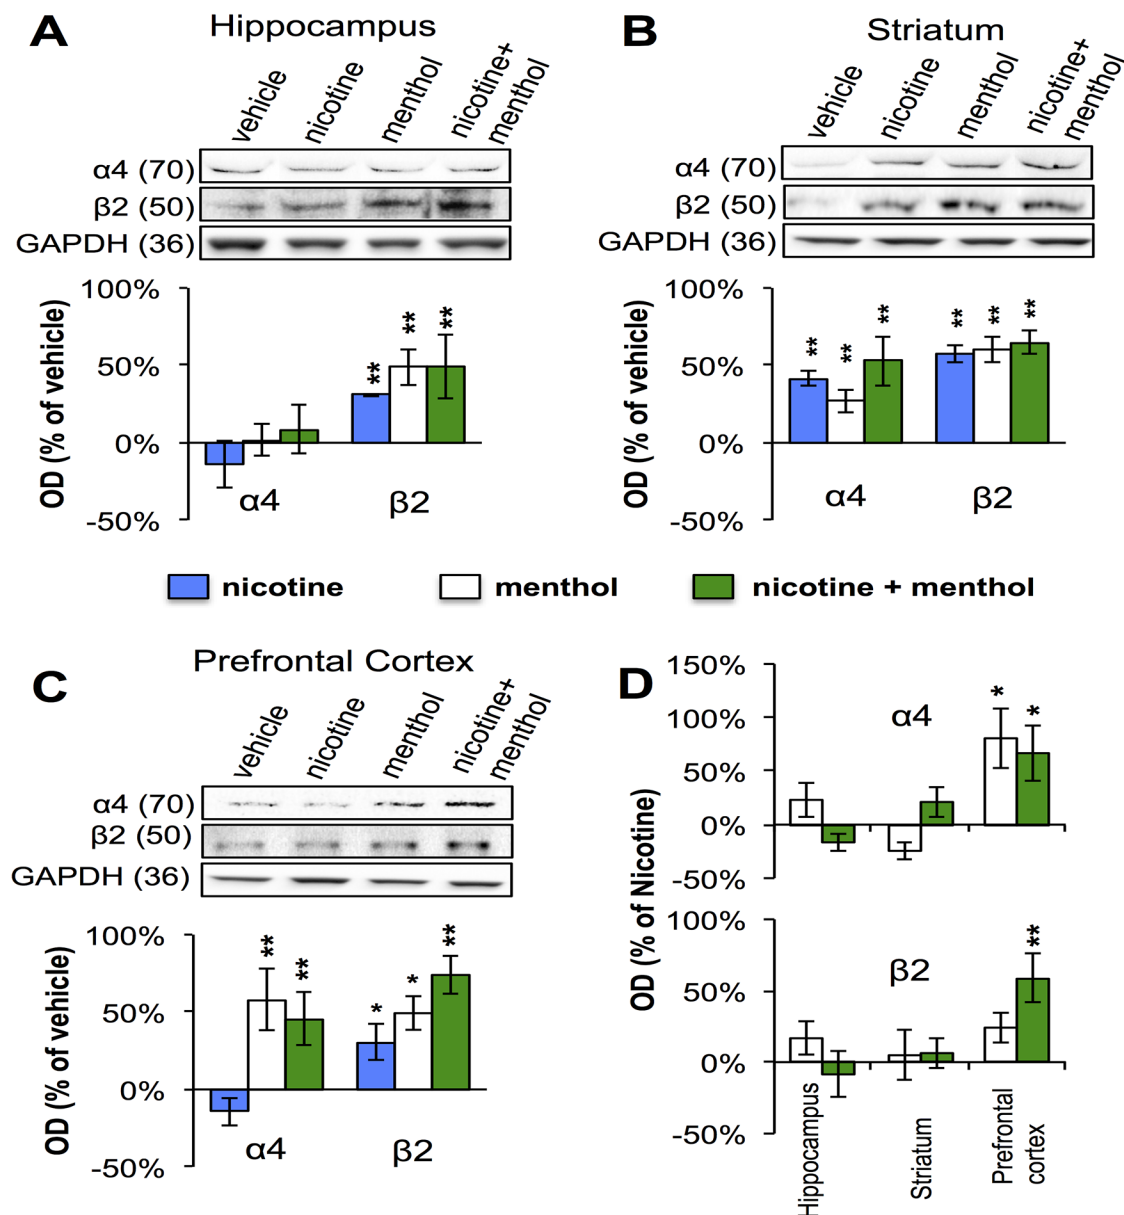 A
Hippocampus
vehicle
nicotine
menthol
nicotine+
menthol
α4 (70)
β2 (50)
GAPDH (36)
OD (% of vehicle)
100%
50%
0%
-50%
**
**
**
α4
β2
B
Striatum
vehicle
nicotine
menthol
nicotine+
menthol
α4 (70)
β2 (50)
GAPDH (36)
OD (% of vehicle)
100%
50%
0%
-50%
**
**
**
**
**
**
α4
β2
nicotine
menthol
nicotine + menthol
C
Prefrontal Cortex
vehicle
nicotine
menthol
nicotine+
menthol
α4 (70)
β2 (50)
GAPDH (36)
OD (% of vehicle)
100%
50%
0%
-50%
**
**
*
*
**
α4
β2
D
OD (% of Nicotine)
150%
100%
50%
0%
-50%
α4
*
*
100%
50%
0%
-50%
β2
**
Hippocampus
Striatum
Prefrontal
cortex